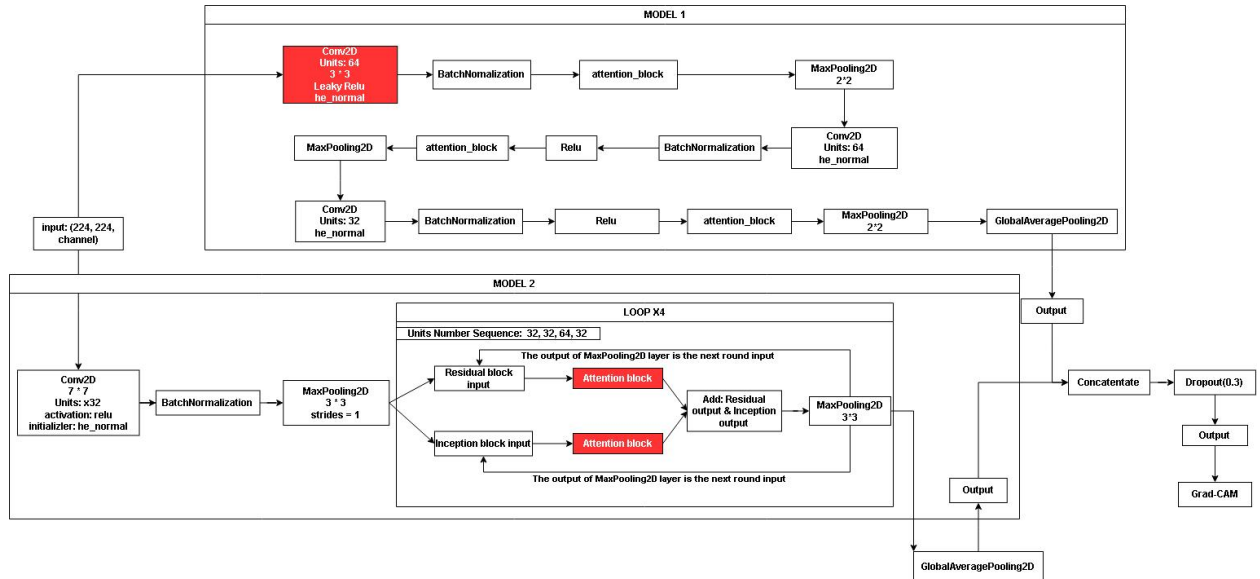 MODEL 1
Conv2D
Units: 64
3 * 3
Leaky Relu
he_normal
BatchNomalization
attention_block
MaxPooling2D
2*2
MaxPooling2D
attention_block
Relu
BatchNormalization
Conv2D
Units: 64
he_normal
Conv2D
Units: 32
he_normal
BatchNormalization
Relu
attention_block
MaxPooling2D
2*2
GlobalAveragePooling2D
input: (224, 224,
channel)
MODEL 2
LOOP X4
Units Number Sequence: 32, 32, 64, 32
The output of MaxPooling2D layer is the next round input
Conv2D
7 * 7
Units: x32
activation: relu
initializler: he_normal
BatchNormalization
MaxPooling2D
3 * 3
strides = 1
Residual block
input
Attention block
Inception block input
Attention block
Add: Residual
output & Inception
output
MaxPooling2D
3*3
The output of MaxPooling2D layer is the next round input
Output
GlobalAveragePooling2D
Output
Concatentate
Dropout(0.3)
Output
Grad-CAM